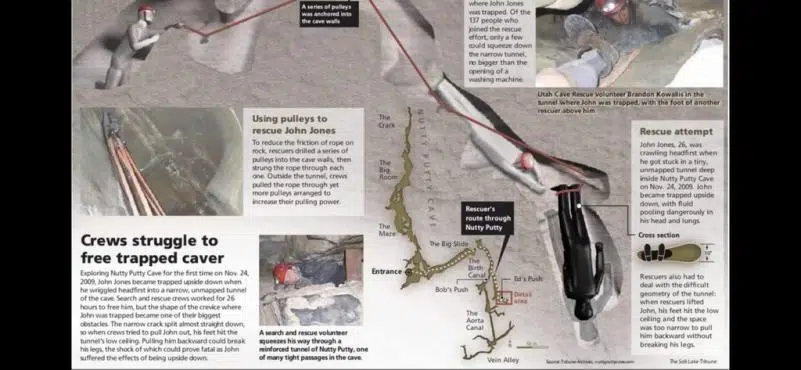 A series of pulleys
was anchored into
the cave walls
where John Jones
was trapped. Of the
137 people who
joined the rescue
effort, only a few
could squeeze down
the narrow tunnel,
no bigger than the
opening of a
washing machine.
Utah Cave Rescue volunteer Brandon Kowallis in the
tunnel where John was trapped, with the foot of another
rescuer above him.
Using pulleys to
rescue John Jones
To reduce the friction of rope on
rock, rescuers drilled a series of
pulleys into the cave walls, then
strung the rope through each
one. Outside the tunnel, crews
pulled the rope through yet
more pulleys arranged to
increase their pulling power.
Crews struggle to
free trapped caver
Exploring Nutty Putty Cave for the first time on Nov. 24,
2009, John Jones became trapped upside down when
he wriggled headfirst into a narrow, unmapped tunnel
of the cave. Search and rescue crews worked for 26
hours to free him, but the shape of the crevice where
John was trapped became one of their biggest
obstacles. The narrow crack split almost straight down,
so when crews tried to pull John out, his feet hit the
tunnel's low ceiling. Pulling him backward could break
his legs, the shock of which could prove fatal as John
suffered the effects of being upside down.
A search and rescue volunteer
squeezes his way through a
reinforced tunnel of Nutty Putty, one
of many tight passages in the cave.
NUTTY PUTTY CAVE
The
Crack
The
Big
Room
The
Maze
Entrance
The Big Slide
Rescuer's
route through
Nutty Putty
The
Birth
Canal
Ed's Push
Bob's Push
Detail
area
The
Aorta
Canal
Vein Alley
Rescue attempt
John Jones, 26, was
crawling headfirst when
he got stuck in a tiny,
unmapped tunnel deep
inside Nutty Putty Cave
on Nov. 24, 2009. John
became trapped upside
down, with fluid
pooling dangerously in
his head and lungs.
Cross section
Rescuers also had to
deal with the difficult
geometry of the tunnel:
when rescuers lifted
John, his feet hit the low
ceiling and the space
was too narrow to pull
him backward without
breaking his legs.
Source: Tribune Archives, nuttyputtycave.com
The Salt Lake Tribune